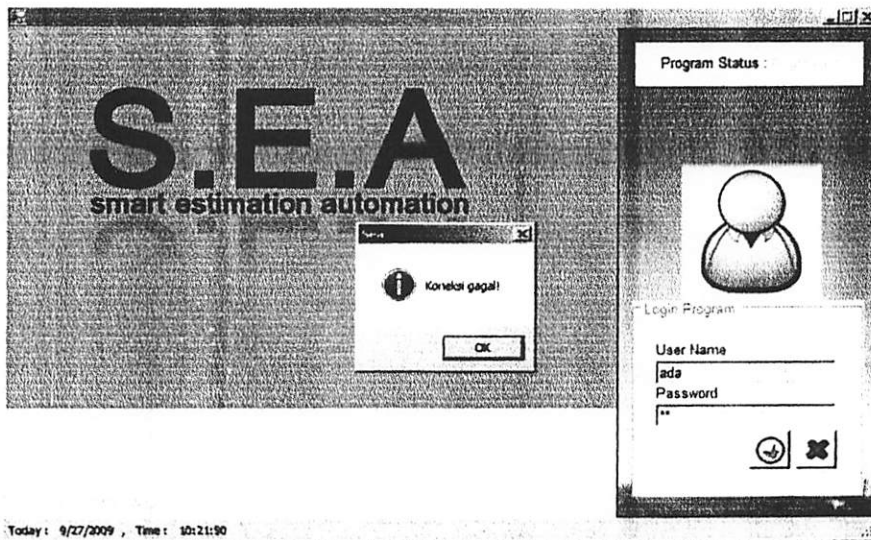 Program Status :
S.E.A
smart estimation automation
Koneksi gagal!
OK
Login Program
User Name
ada
Password
**
Today : 9/27/2009 , Time : 10:21:50